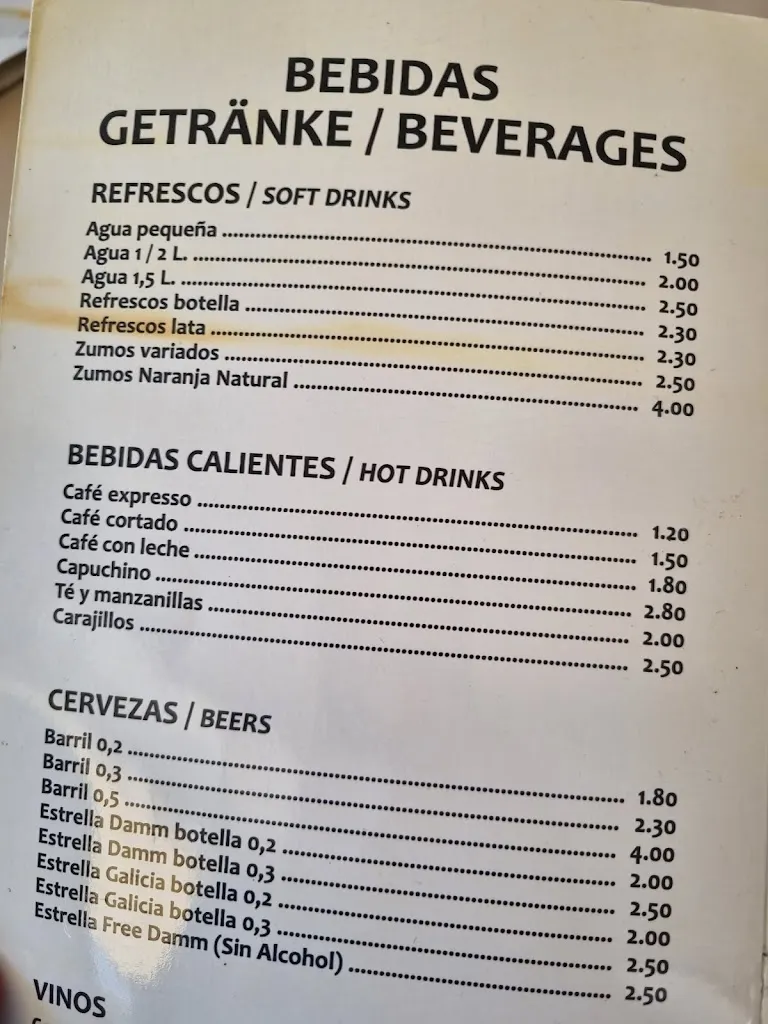 BEBIDAS
GETRÄNKE / BEVERAGES
REFRESCOS / SOFT DRINKS
Agua pequeña 1.50
Agua 1/2 L. 2.00
Agua 1,5 L. 2.50
Refrescos botella 2.30
Refrescos lata 2.30
Zumos variados 2.50
Zumos Naranja Natural 4.00
BEBIDAS CALIENTES / HOT DRINKS
Café expresso 1.20
Café cortado 1.50
Café con leche 1.80
Capuchino 2.80
Té y manzanillas 2.00
Carajillos 2.50
CERVEZAS / BEERS
Barril 0,2 1.80
Barril 0,3 2.30
Barril 0,5 4.00
Estrella Damm botella 0,2 2.00
Estrella Damm botella 0,3 2.50
Estrella Galicia botella 0,2 2.00
Estrella Galicia botella 0,3 2.50
Estrella Free Damm (Sin Alcohol) 2.50
VINOS